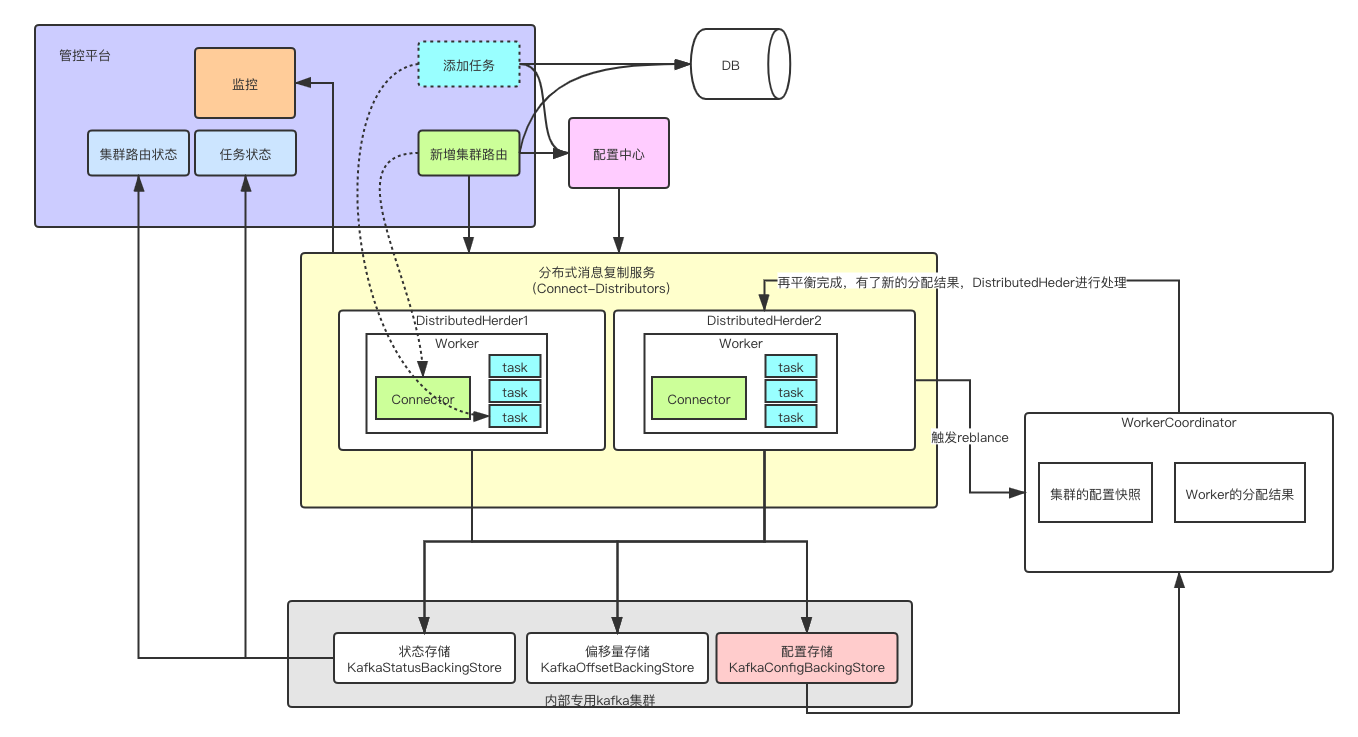 管控平台
监控
添加任务
DB
集群路由状态
任务状态
新增集群路由
配置中心
分布式消息复制服务
(Connect-Distributors)
再平衡完成，有了新的分配结果，DistributedHeder进行处理
DistributedHerder1
DistributedHerder2
Worker
Worker
task
task
task
Connector
task
task
task
Connector
触发reblance
WorkerCoordinator
集群的配置快照
Worker的分配结果
状态存储
KafkaStatusBackingStore
偏移量存储
KafkaOffsetBackingStore
配置存储
KafkaConfigBackingStore
内部专用kafka集群